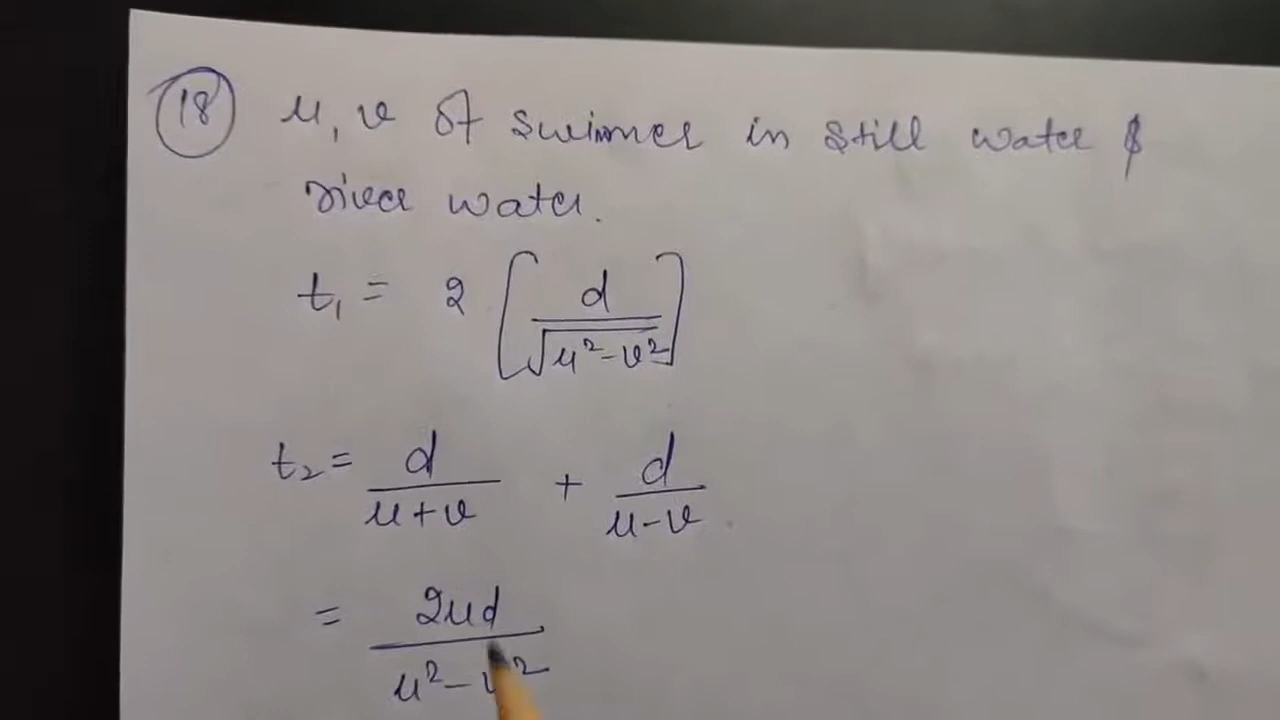 18 u, v of swimmer in still water &
river water.
t₁ = 2 [ d / √(u² - v²) ]
t₂ = d / (u + v) + d / (u - v)
= 2ud / (u² - v²)